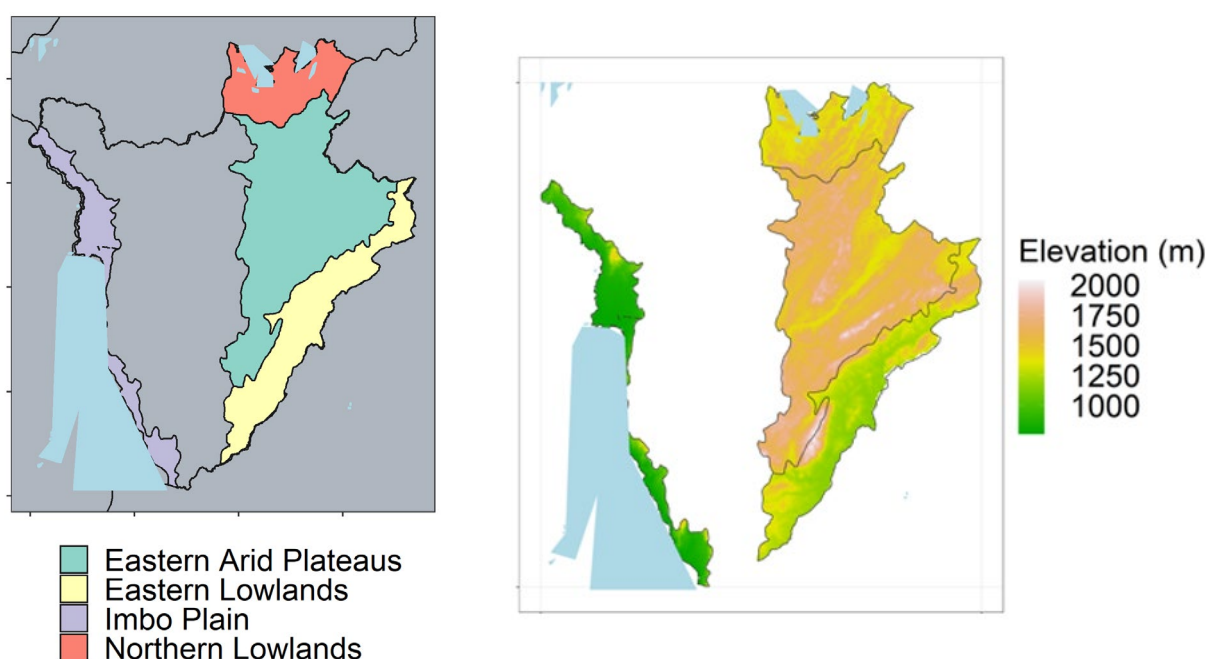 Elevation (m)
2000
1750
1500
1250
1000
Eastern Arid Plateaus
Eastern Lowlands
Imbo Plain
Northern Lowlands